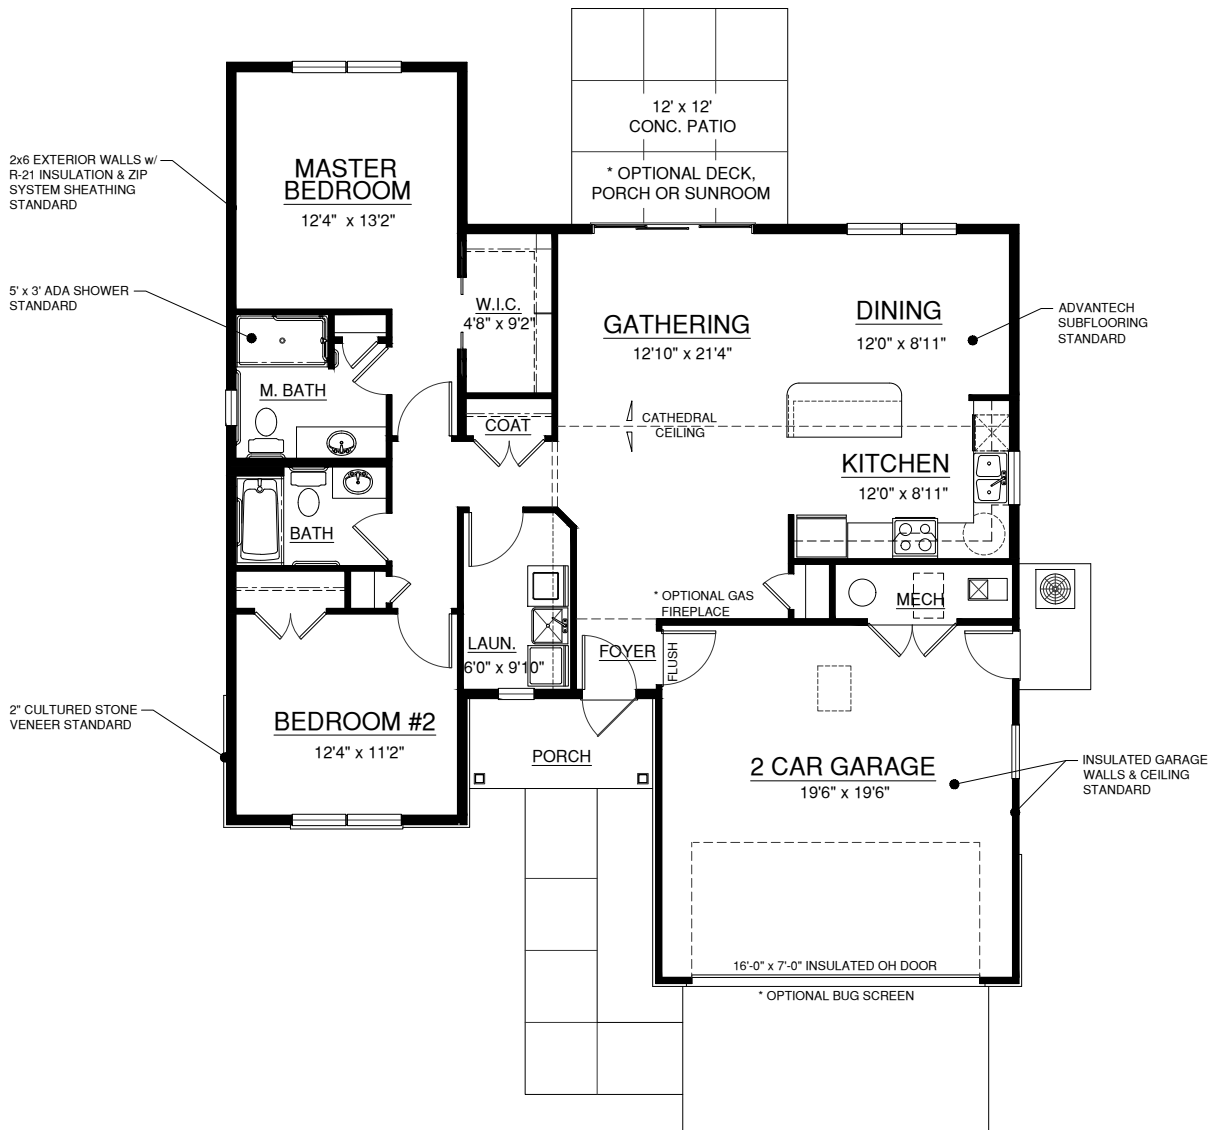 12' x 12'
CONC. PATIO
* OPTIONAL DECK,
PORCH OR SUNROOM
2x6 EXTERIOR WALLS w/
R-21 INSULATION & ZIP
SYSTEM SHEATHING
STANDARD
MASTER
BEDROOM
12'4" x 13'2"
5' x 3' ADA SHOWER
STANDARD
W.I.C.
4'8" x 9'2"
GATHERING
12'10" x 21'4"
DINING
12'0" x 8'11"
ADVANTECH
SUBFLOORING
STANDARD
M. BATH
COAT
CATHEDRAL
CEILING
KITCHEN
12'0" x 8'11"
BATH
* OPTIONAL GAS
FIREPLACE
MECH
LAUN.
6'0" x 9'10"
FOYER
FLUSH
2" CULTURED STONE
VENEER STANDARD
BEDROOM #2
12'4" x 11'2"
PORCH
2 CAR GARAGE
19'6" x 19'6"
INSULATED GARAGE
WALLS & CEILING
STANDARD
16'-0" x 7'-0" INSULATED OH DOOR
* OPTIONAL BUG SCREEN